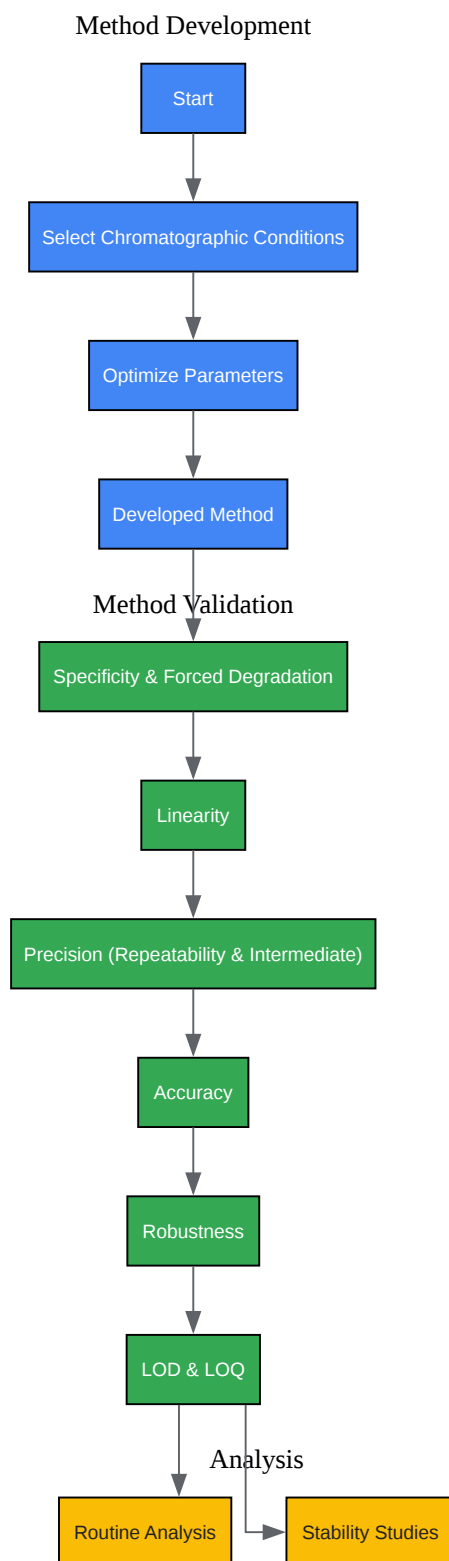 Method Development
Start
Select Chromatographic Conditions
Optimize Parameters
Developed Method
Method Validation
Specificity & Forced Degradation
Linearity
Precision (Repeatability & Intermediate)
Accuracy
Robustness
LOD & LOQ
Analysis
Routine Analysis
Stability Studies